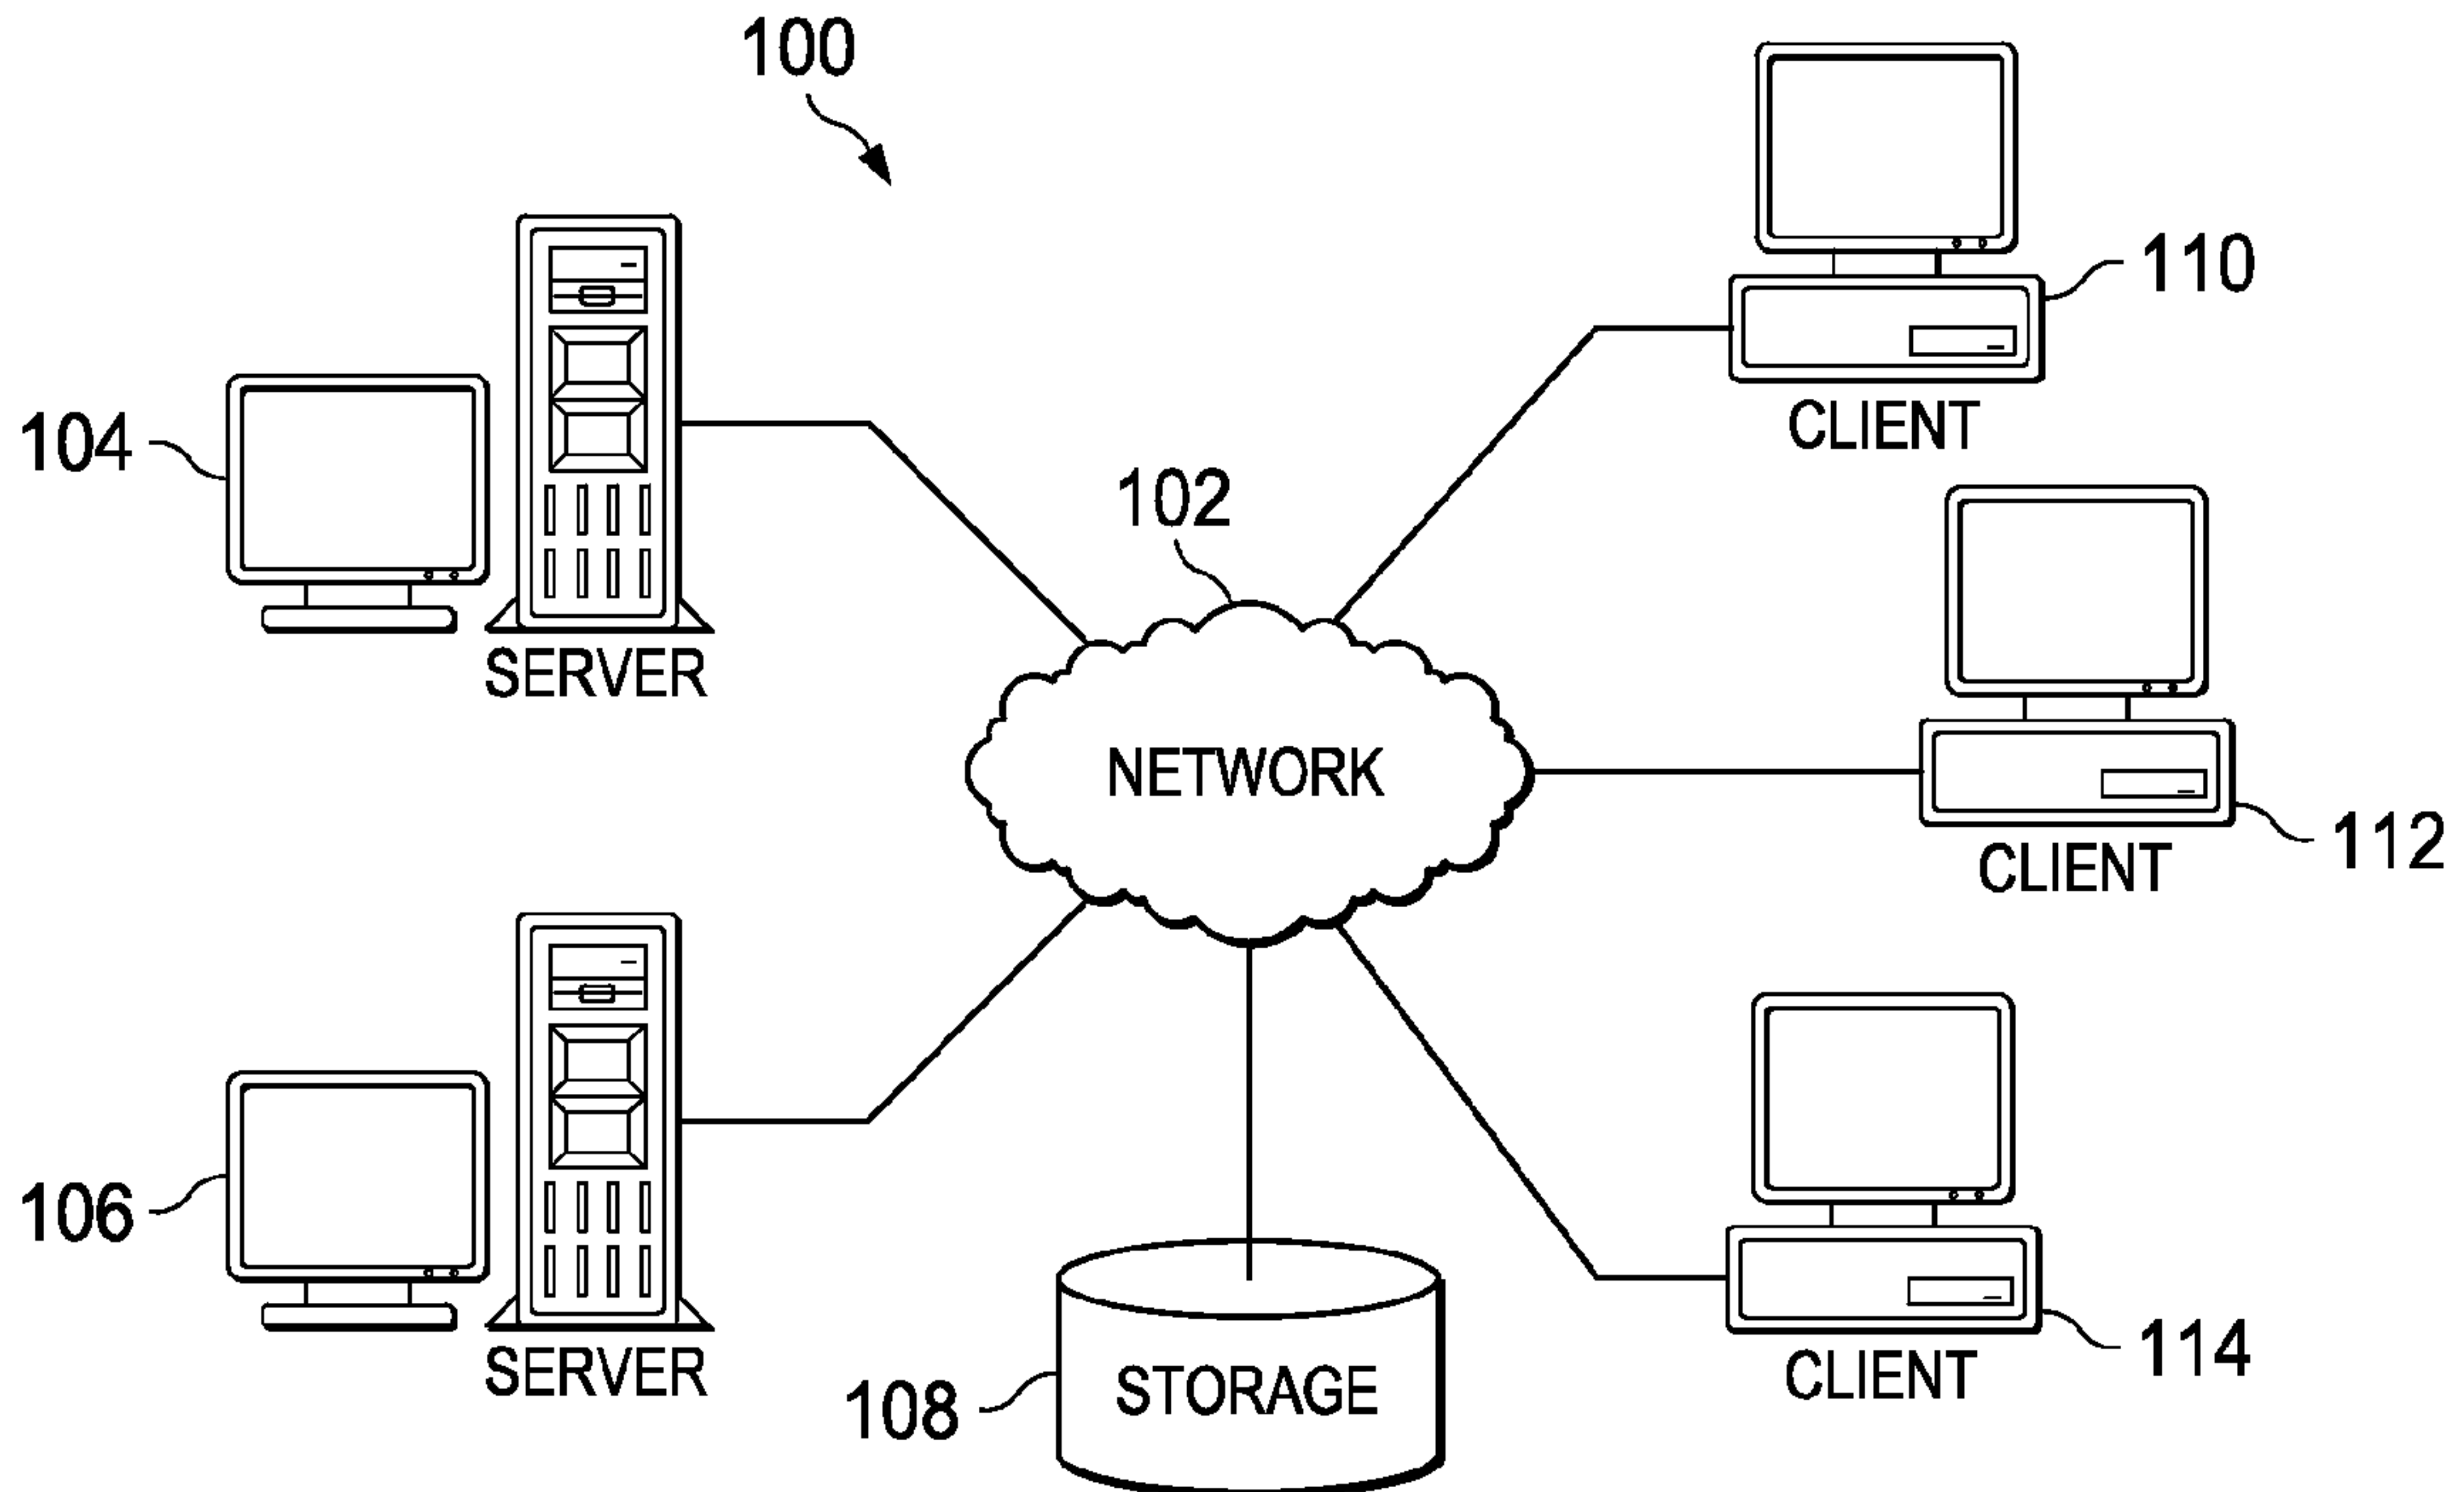 100
110
CLIENT
104
SERVER
102
NETWORK
112
CLIENT
106
SERVER
108
STORAGE
114
CLIENT